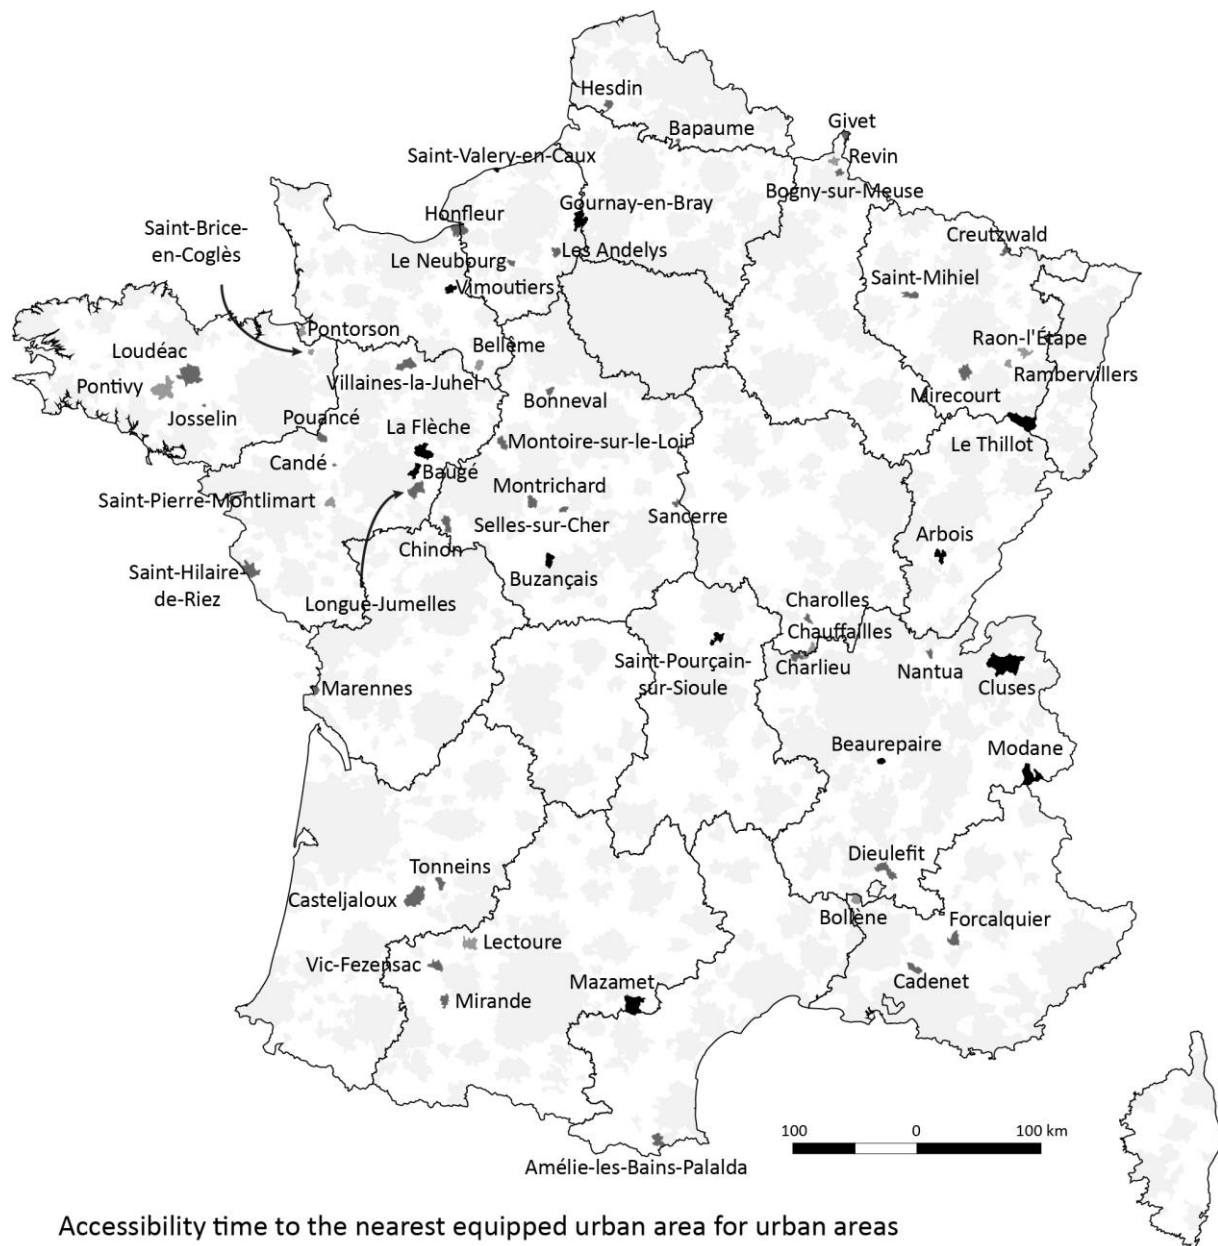 Hesdin
Bapaume
Givet
Revin
Saint-Valery-en-Caux
Bogny-sur-Meuse
Gournay-en-Bray
Honfleur
Saint-Brice-
en-Coglès
Creutzwald
Les Andelys
Le Neubourg
Saint-Mihiel
Vimoutiers
Pontorson
Raon-l'Étape
Bellême
Loudéac
Rambervillers
Villaines-la-Juhel
Pontivy
Mirecourt
Bonneval
Josselin
Pouancé
La Flèche
Montoire-sur-le-Loir
Le Thillot
Candé
Baugé
Montrichard
Saint-Pierre-Montlimart
Sancerre
Selles-sur-Cher
Arbois
Chinon
Saint-Hilaire-
de-Riez
Buzançais
Longué-Jumelles
Charolles
Chauffailles
Saint-Pourçain-
sur-Sioule
Charlieu
Nantua
Cluses
Marennes
Beaurepaire
Modane
Dieulefit
Tonneins
Casteljaloux
Bollène
Forcalquier
Lectoure
Vic-Fezensac
Mazamet
Cadenet
Mirande
100 0 100 km
Amélie-les-Bains-Palalda
Accessibility time to the nearest equipped urban area for urban areas